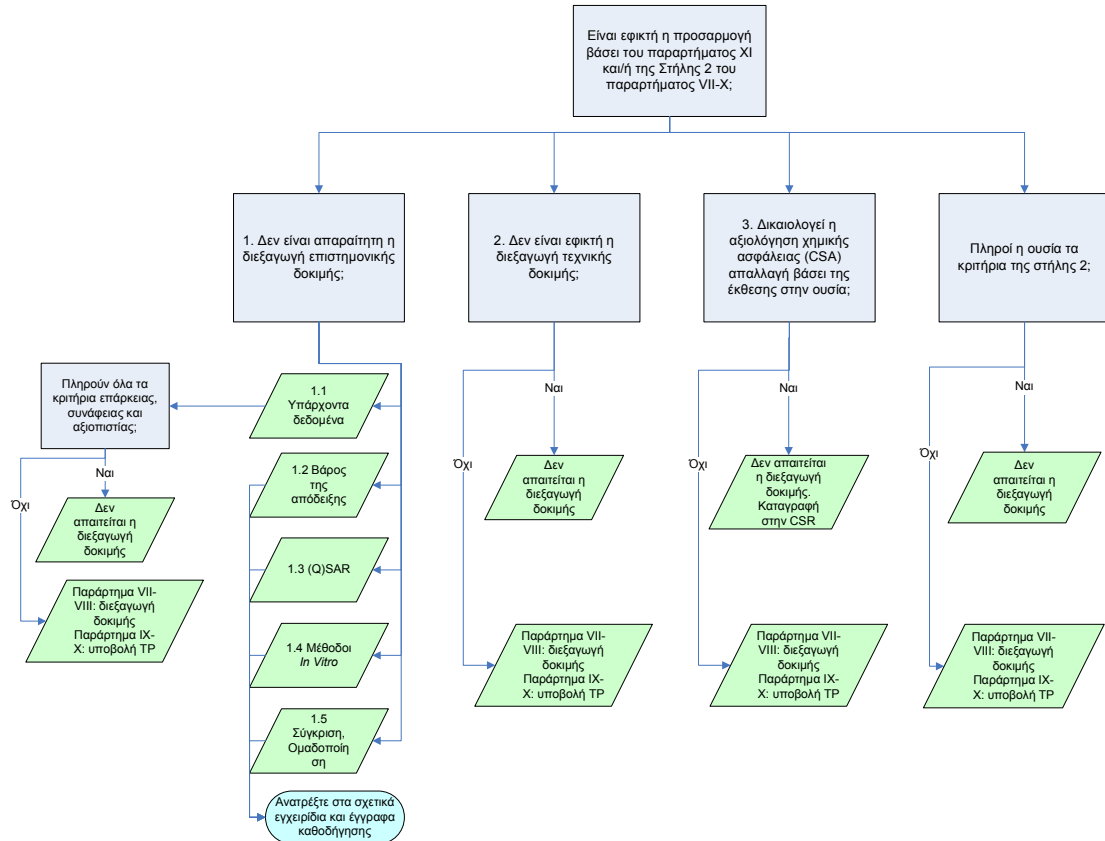 Είναι εφικτή η προσαρμογή
βάσει του παραρτήματος XI
και/ή της Στήλης 2 του
παραρτήματος VII-X;
1. Δεν είναι απαραίτητη η
διεξαγωγή επιστημονικής
δοκιμής;
2. Δεν είναι εφικτή η
διεξαγωγή τεχνικής
δοκιμής;
3. Δικαιολογεί η
αξιολόγηση χημικής
ασφάλειας (CSA)
απαλλαγή βάσει της
έκθεσης στην ουσία;
Πληροί η ουσία τα
κριτήρια της στήλης 2;
Πληρούν όλα τα
κριτήρια επάρκειας,
συνάφειας και
αξιοπιστίας;
Ναι
Όχι
Δεν
απαιτείται η
διεξαγωγή
δοκιμής
Παράρτημα VII-
VIII: διεξαγωγή
δοκιμής
Παράρτημα IX-
X: υποβολή TP
1.1
Υπάρχοντα
δεδομένα
1.2 Βάρος
της
απόδειξης
1.3 (Q)SAR
1.4 Μέθοδοι
In Vitro
1.5
Σύγκριση,
Ομαδοποίη
ση
Ανατρέξτε στα σχετικά
εγχειρίδια και έγγραφα
καθοδήγησης
Ναι
Όχι
Δεν
απαιτείται η
διεξαγωγή
δοκιμής
Παράρτημα VII-
VIII: διεξαγωγή
δοκιμής
Παράρτημα IX-
X: υποβολή TP
Ναι
Όχι
Δεν απαιτείται
η διεξαγωγή
δοκιμής.
Καταγραφή
στην CSR
Παράρτημα VII-
VIII: διεξαγωγή
δοκιμής
Παράρτημα IX-
X: υποβολή TP
Ναι
Όχι
Δεν
απαιτείται η
διεξαγωγή
δοκιμής
Παράρτημα VII-
VIII: διεξαγωγή
δοκιμής
Παράρτημα IX-
X: υποβολή TP